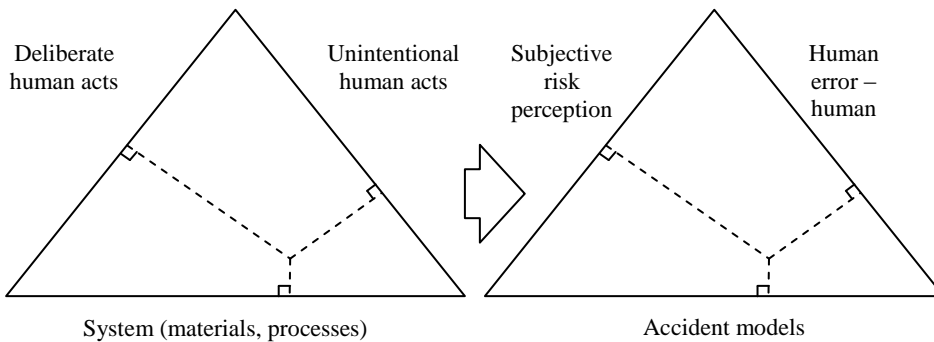 Deliberate
human acts
Unintentional
human acts
System (materials, processes)
Subjective
risk
perception
Human
error –
human
Accident models